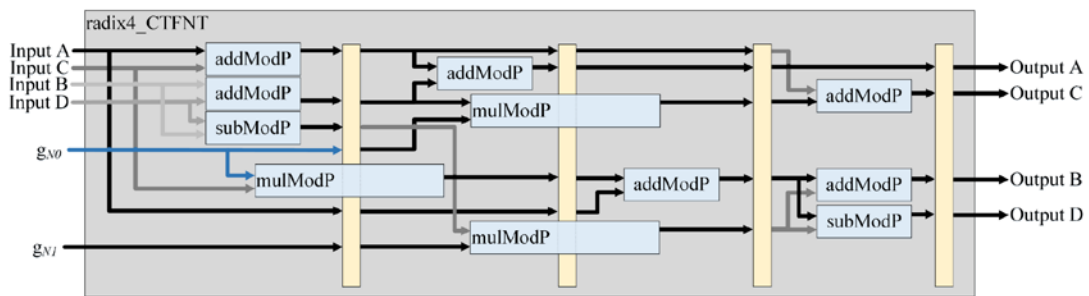 radix4_CTFNT
Input A
Input C
Input B
Input D
g_N0
g_N1
addModP
addModP
subModP
mulModP
addModP
mulModP
mulModP
addModP
addModP
addModP
subModP
Output A
Output C
Output B
Output D